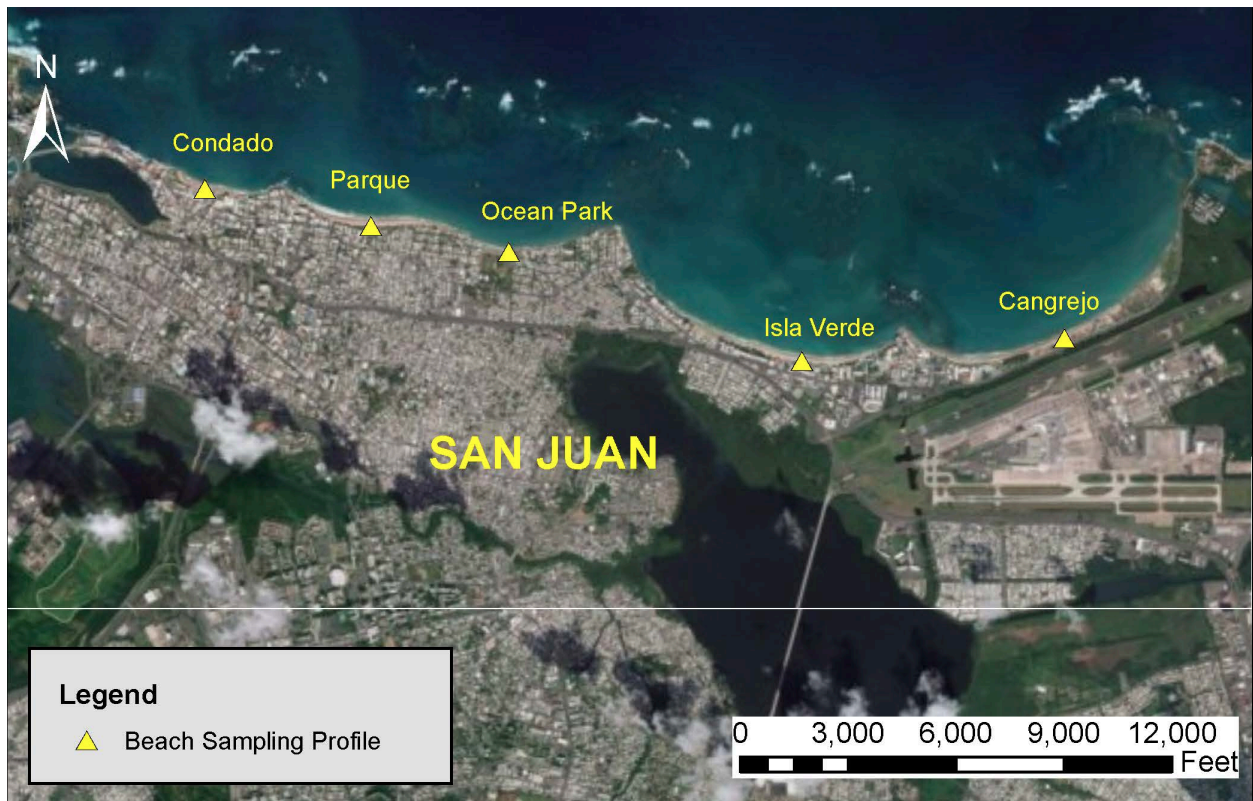 N
Condado
Parque
Ocean Park
Isla Verde
Cangrejo
SAN JUAN
Legend
Beach Sampling Profile
0 3,000 6,000 9,000 12,000
Feet